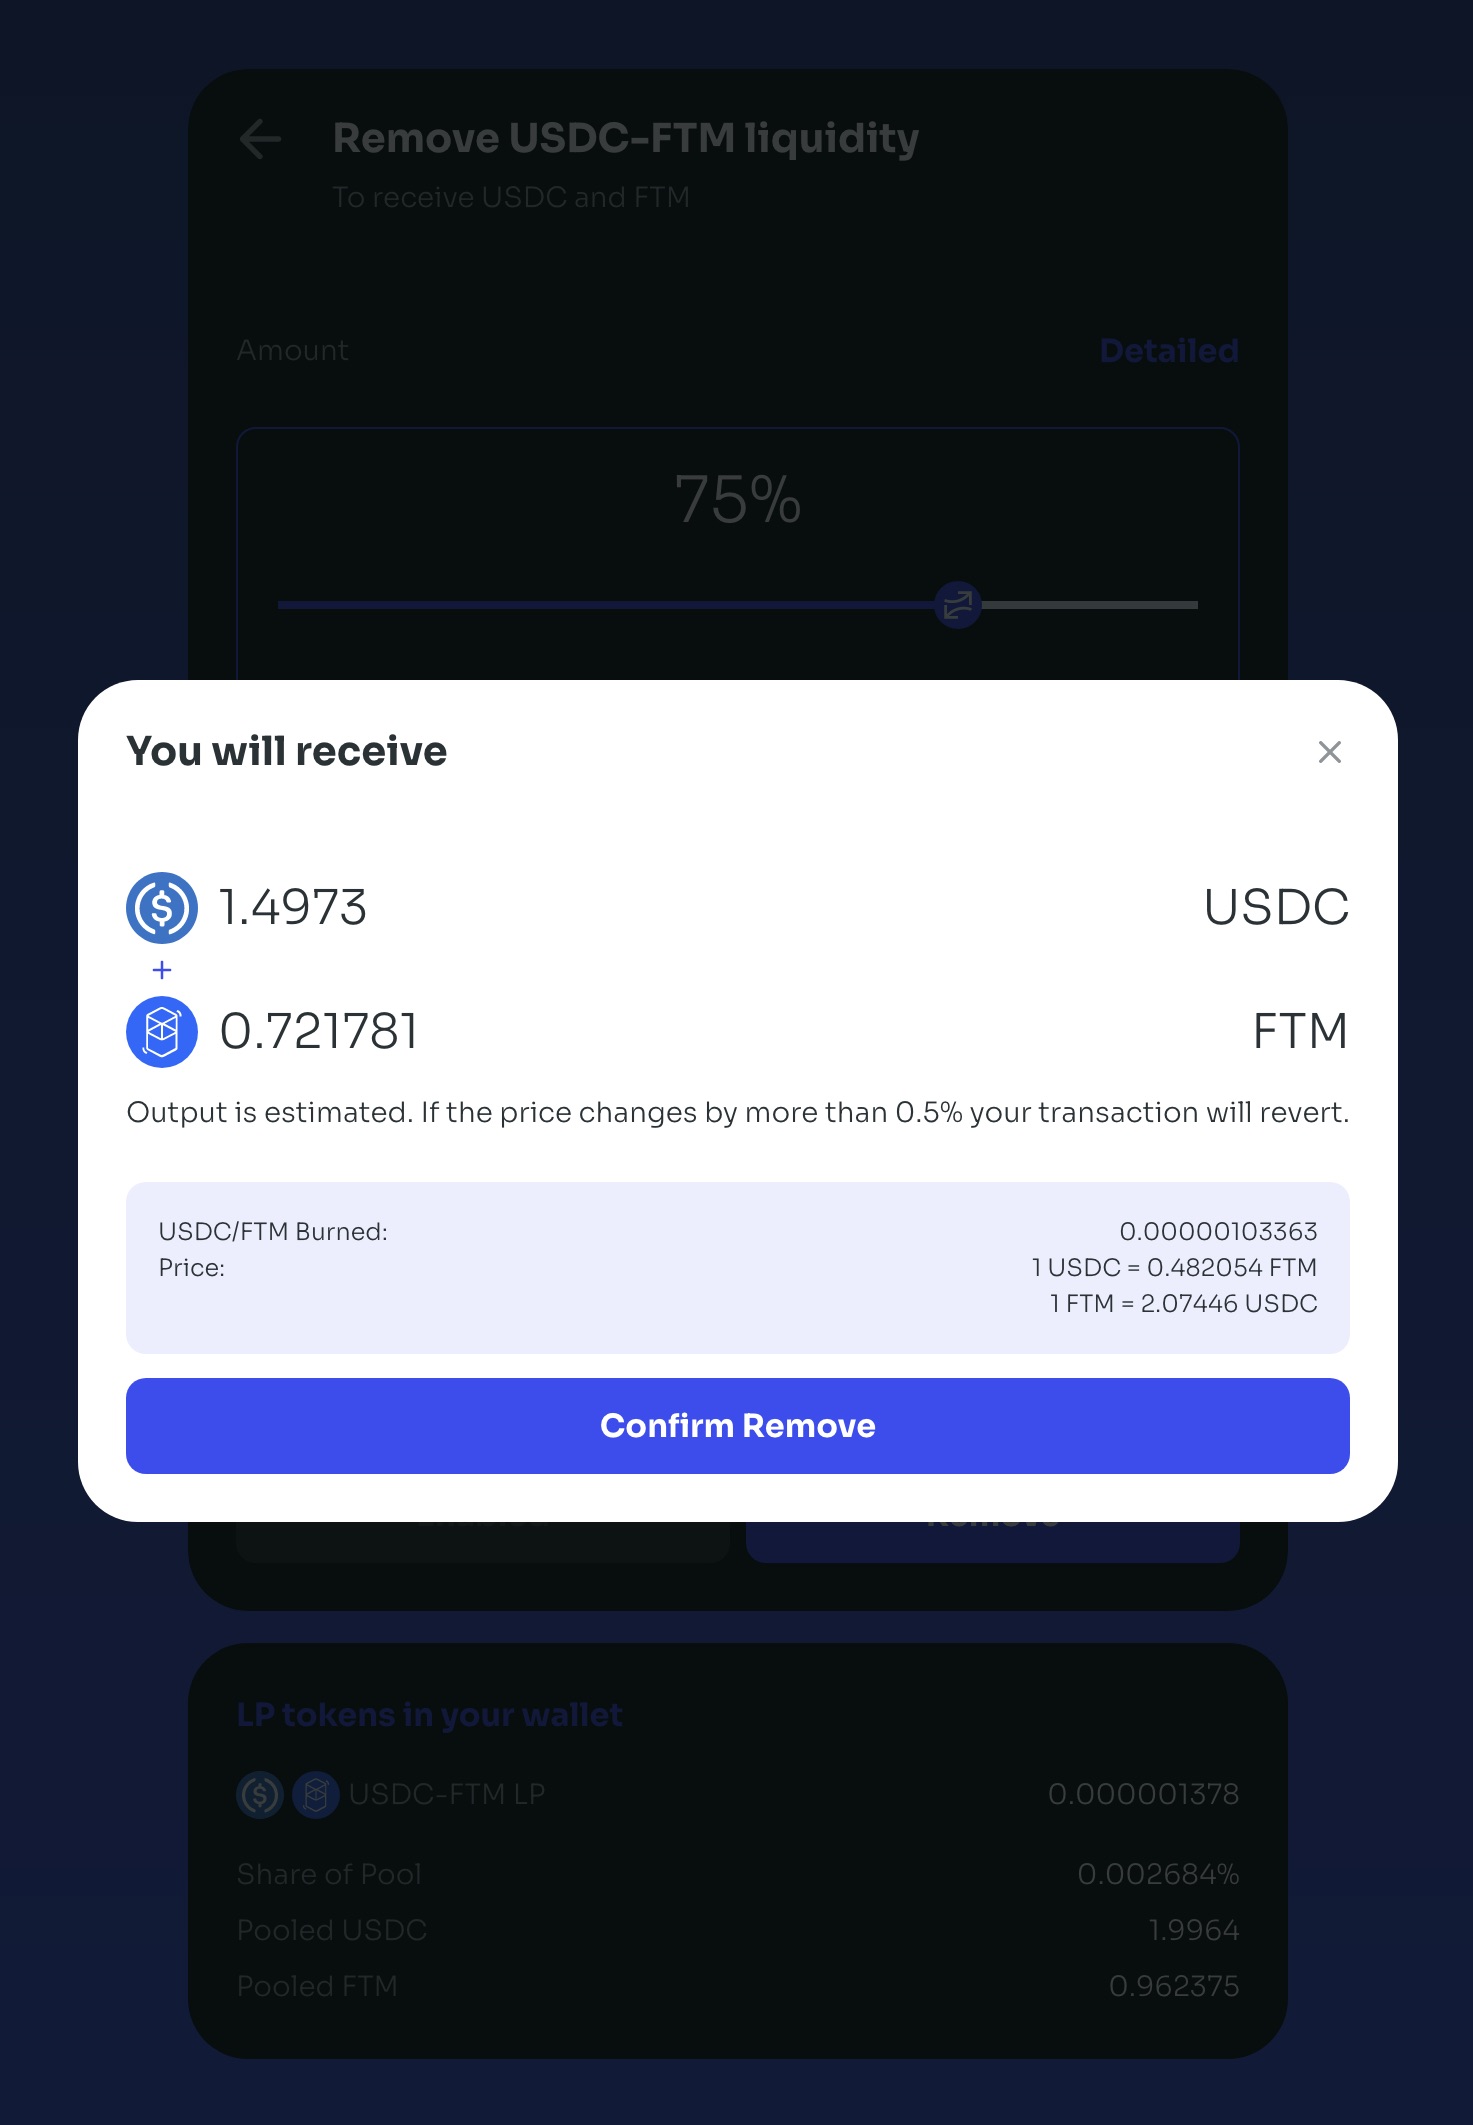 Remove USDC-FTM liquidity
To receive USDC and FTM
Amount Detailed
75%
You will receive
1.4973 USDC
+
0.721781 FTM
Output is estimated. If the price changes by more than 0.5% your transaction will revert.
USDC/FTM Burned: 0.00000103363
Price: 1 USDC = 0.482054 FTM
1 FTM = 2.07446 USDC
Confirm Remove
Remove
LP tokens in your wallet
USDC-FTM LP 0.000001378
Share of Pool 0.002684%
Pooled USDC 1.9964
Pooled FTM 0.962375